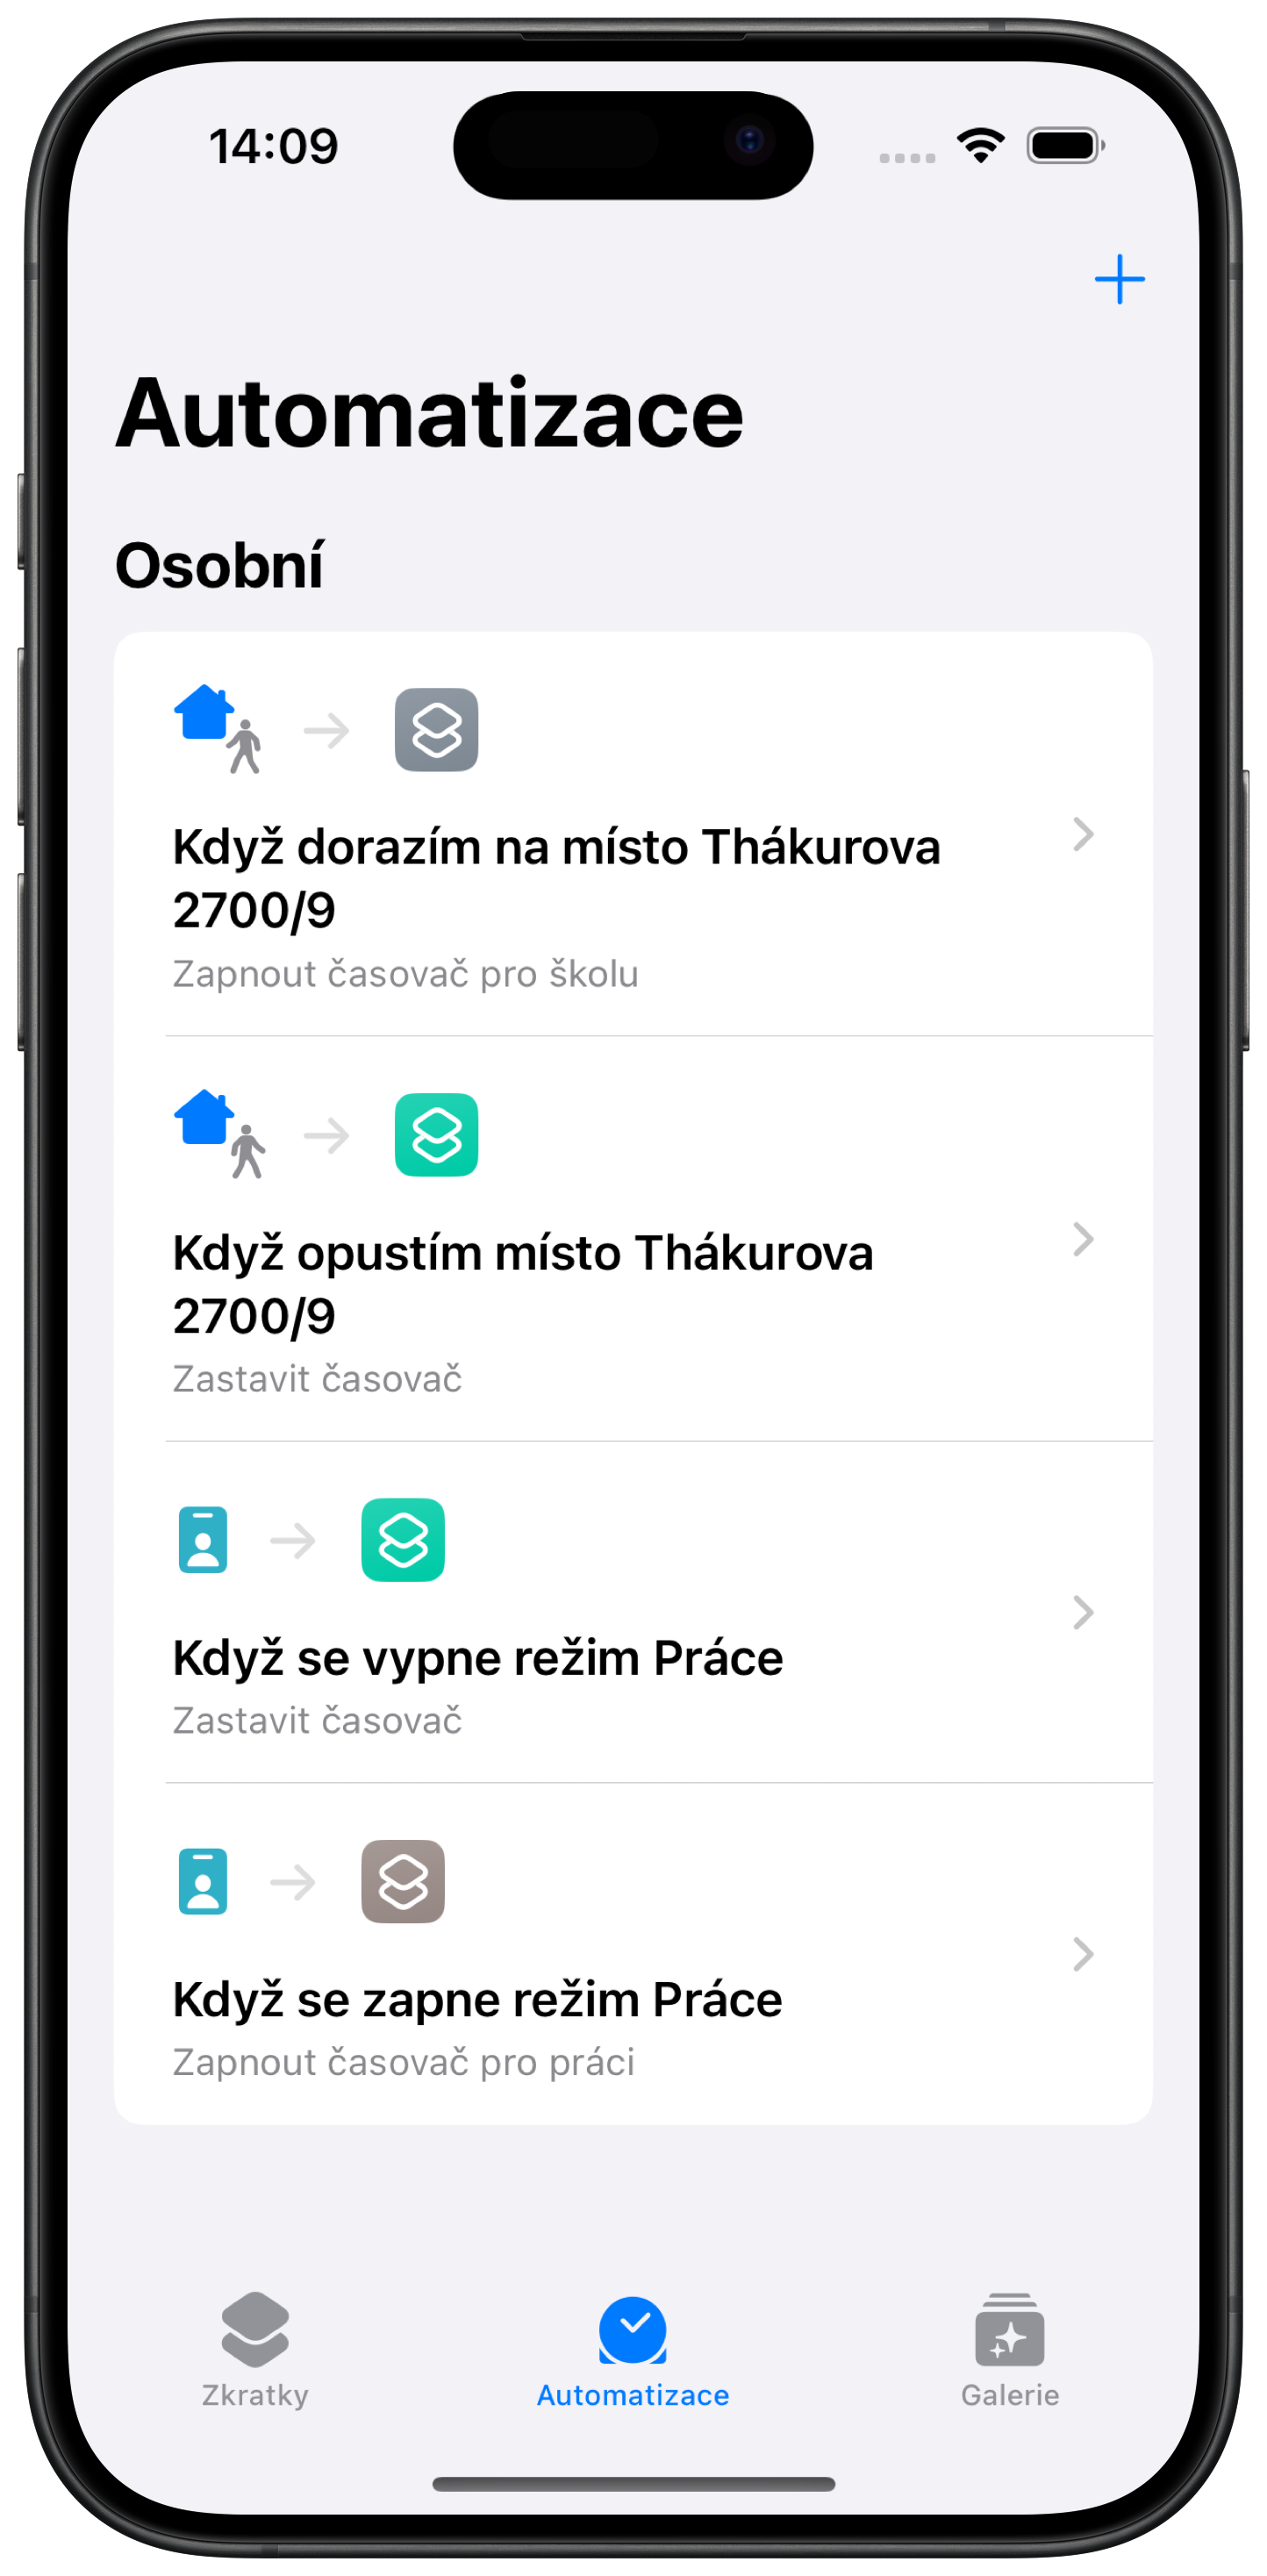 14:09
Automatizace
Osobní
Když dorazím na místo Thákurova
2700/9
Zapnout časovač pro školu
Když opustím místo Thákurova
2700/9
Zastavit časovač
Když se vypne režim Práce
Zastavit časovač
Když se zapne režim Práce
Zapnout časovač pro práci
Zkratky
Automatizace
Galerie